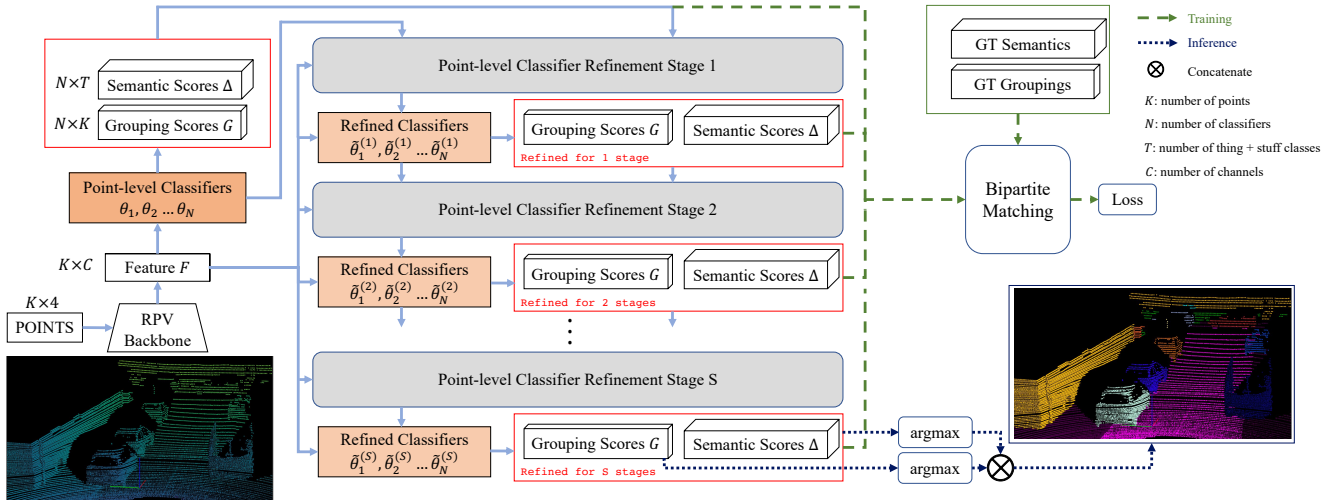 N×T
Semantic Scores Δ
N×K
Grouping Scores G
Point-level Classifiers
θ₁, θ₂ … θ_N
K×C
Feature F
K×4
POINTS
RPV
Backbone
Point-level Classifier Refinement Stage 1
Refined Classifiers
θ̃₁⁽¹⁾, θ̃₂⁽¹⁾ … θ̃_N⁽¹⁾
Grouping Scores G
Semantic Scores Δ
Refined for 1 stage
Point-level Classifier Refinement Stage 2
Refined Classifiers
θ̃₁⁽²⁾, θ̃₂⁽²⁾ … θ̃_N⁽²⁾
Grouping Scores G
Semantic Scores Δ
Refined for 2 stages
⋮
Point-level Classifier Refinement Stage S
Refined Classifiers
θ̃₁⁽ˢ⁾, θ̃₂⁽ˢ⁾ … θ̃_N⁽ˢ⁾
Grouping Scores G
Semantic Scores Δ
Refined for S stages
argmax
argmax
GT Semantics
GT Groupings
Bipartite
Matching
Loss
Training
Inference
Concatenate
K: number of points
N: number of classifiers
T: number of thing + stuff classes
C: number of channels